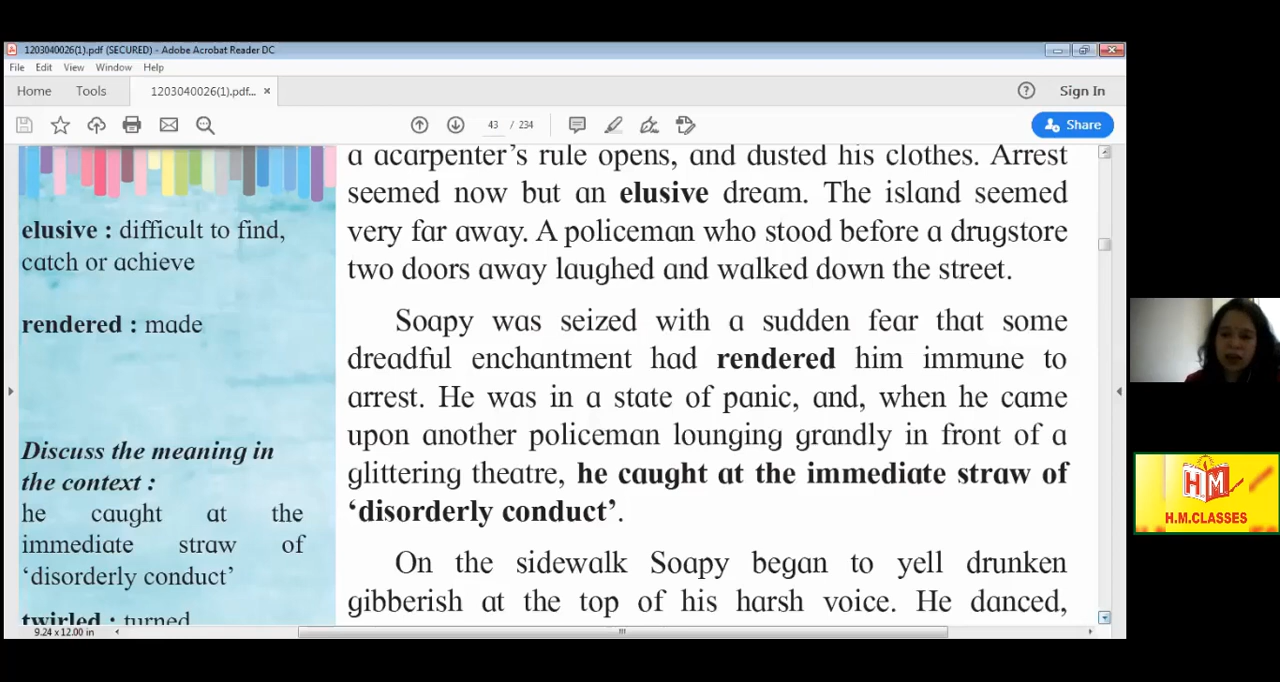 1203040026(1).pdf (SECURED) - Adobe Acrobat Reader DC
File Edit View Window Help
Home Tools 1203040026(1).pdf... × Sign In
43 / 234 Share
elusive : difficult to find,
catch or achieve
rendered : made
Discuss the meaning in
the context :
he caught at the
immediate straw of
‘disorderly conduct’
twirled : turned
9.24 x 12.00 in
a acarpenter’s rule opens, and dusted his clothes. Arrest
seemed now but an elusive dream. The island seemed
very far away. A policeman who stood before a drugstore
two doors away laughed and walked down the street.
Soapy was seized with a sudden fear that some
dreadful enchantment had rendered him immune to
arrest. He was in a state of panic, and, when he came
upon another policeman lounging grandly in front of a
glittering theatre, he caught at the immediate straw of
‘disorderly conduct’.
On the sidewalk Soapy began to yell drunken
gibberish at the top of his harsh voice. He danced,
HM
H.M.CLASSES